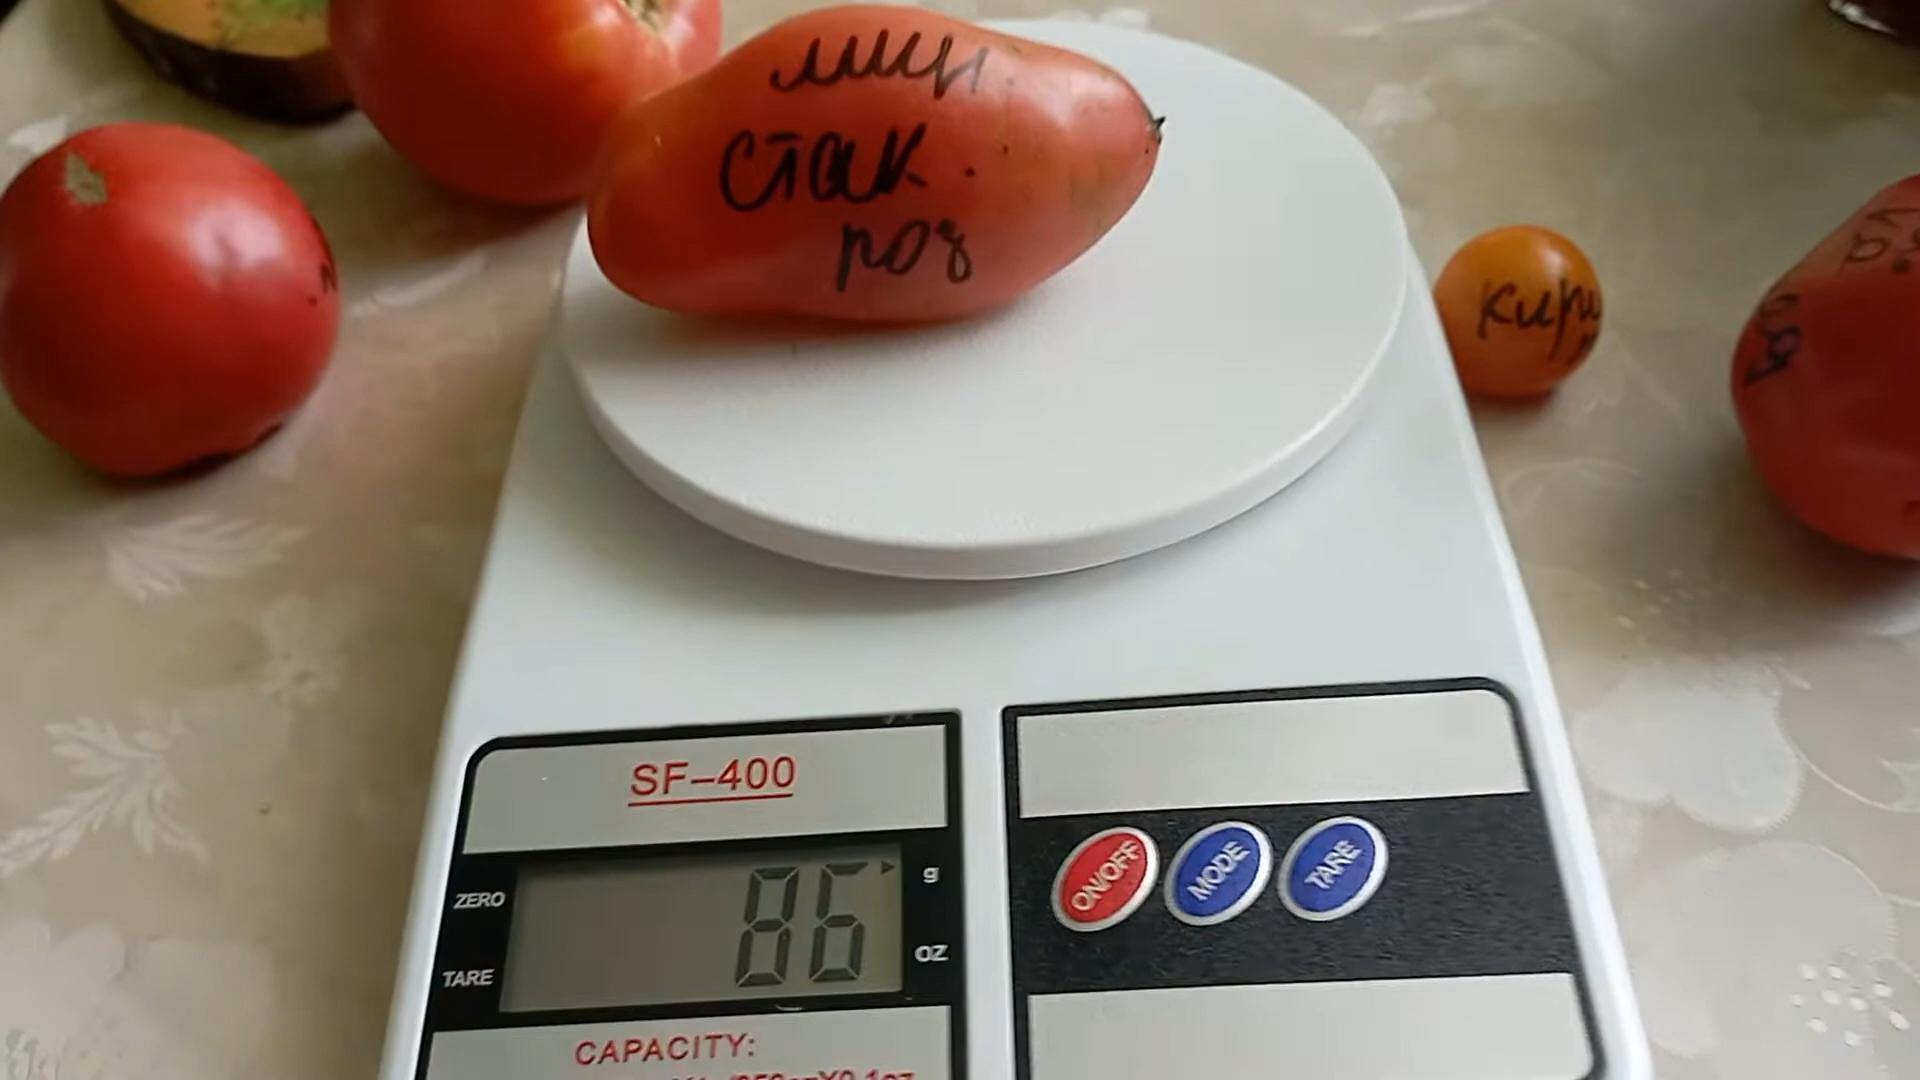 мин.
стак.
роз
кири
SF-400
86
g
ZERO
OZ
TARE
ON/OFF
MODE
TARE
CAPACITY: